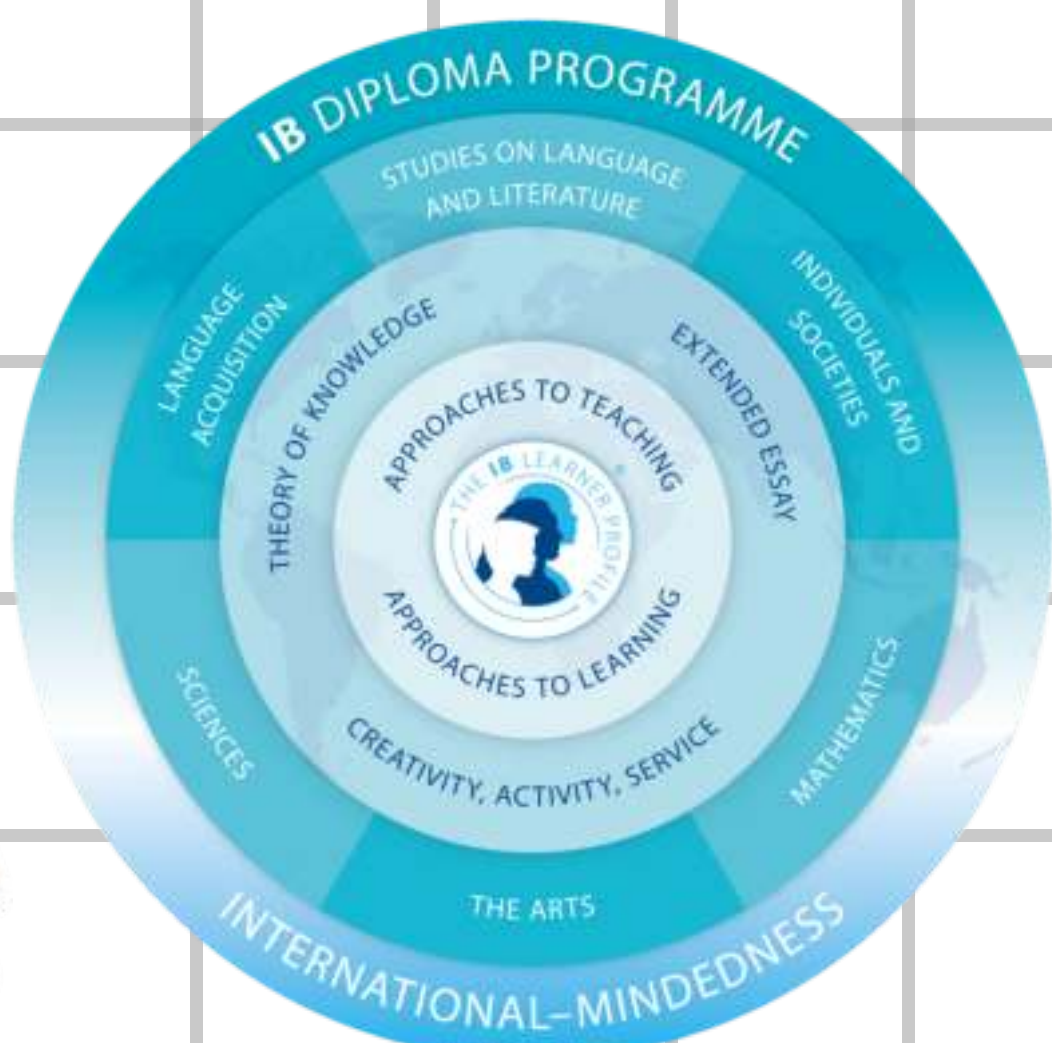 IB DIPLOMA PROGRAMME
STUDIES ON LANGUAGE
AND LITERATURE
LANGUAGE
ACQUISITION
INDIVIDUALS AND
SOCIETIES
THEORY OF KNOWLEDGE
EXTENDED ESSAY
APPROACHES TO TEACHING
THE IB LEARNER PROFILE
®
APPROACHES TO LEARNING
SCIENCES
CREATIVITY, ACTIVITY, SERVICE
MATHEMATICS
THE ARTS
INTERNATIONAL–MINDEDNESS